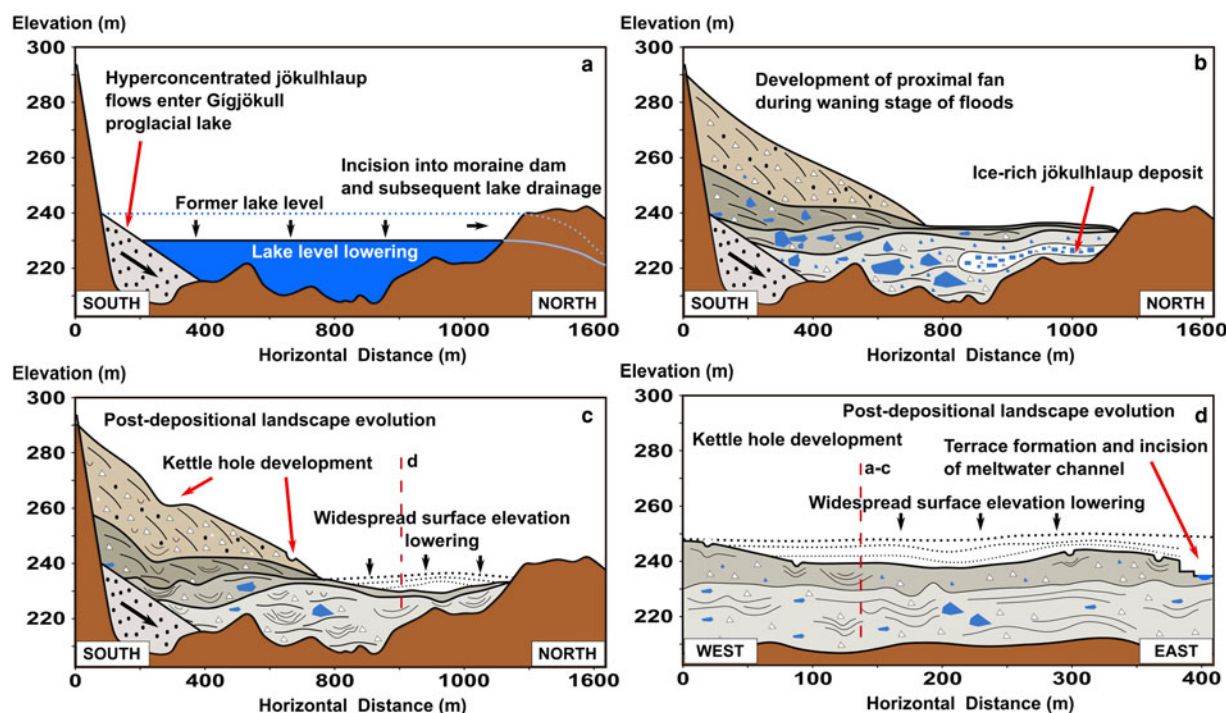 Elevation (m)
300
280
260
240
220
0
400
800
1000
1600
Horizontal Distance (m)
a
Hyperconcentrated jökulhlaup
flows enter Gígjökull
proglacial lake
Incision into moraine dam
and subsequent lake drainage
Former lake level
Lake level lowering
SOUTH
NORTH
Elevation (m)
300
280
260
240
220
0
400
800
1000
1600
Horizontal Distance (m)
b
Development of proximal fan
during waning stage of floods
Ice-rich jökulhlaup deposit
SOUTH
NORTH
Elevation (m)
300
280
260
240
220
0
400
800
1000
1600
Horizontal Distance (m)
c
Post-depositional landscape evolution
Kettle hole development
d
Widespread surface elevation
lowering
SOUTH
NORTH
Elevation (m)
300
280
260
240
220
0
100
200
300
400
Horizontal Distance (m)
d
Post-depositional landscape evolution
Kettle hole development
Terrace formation and incision
of meltwater channel
a-c
Widespread surface elevation lowering
WEST
EAST